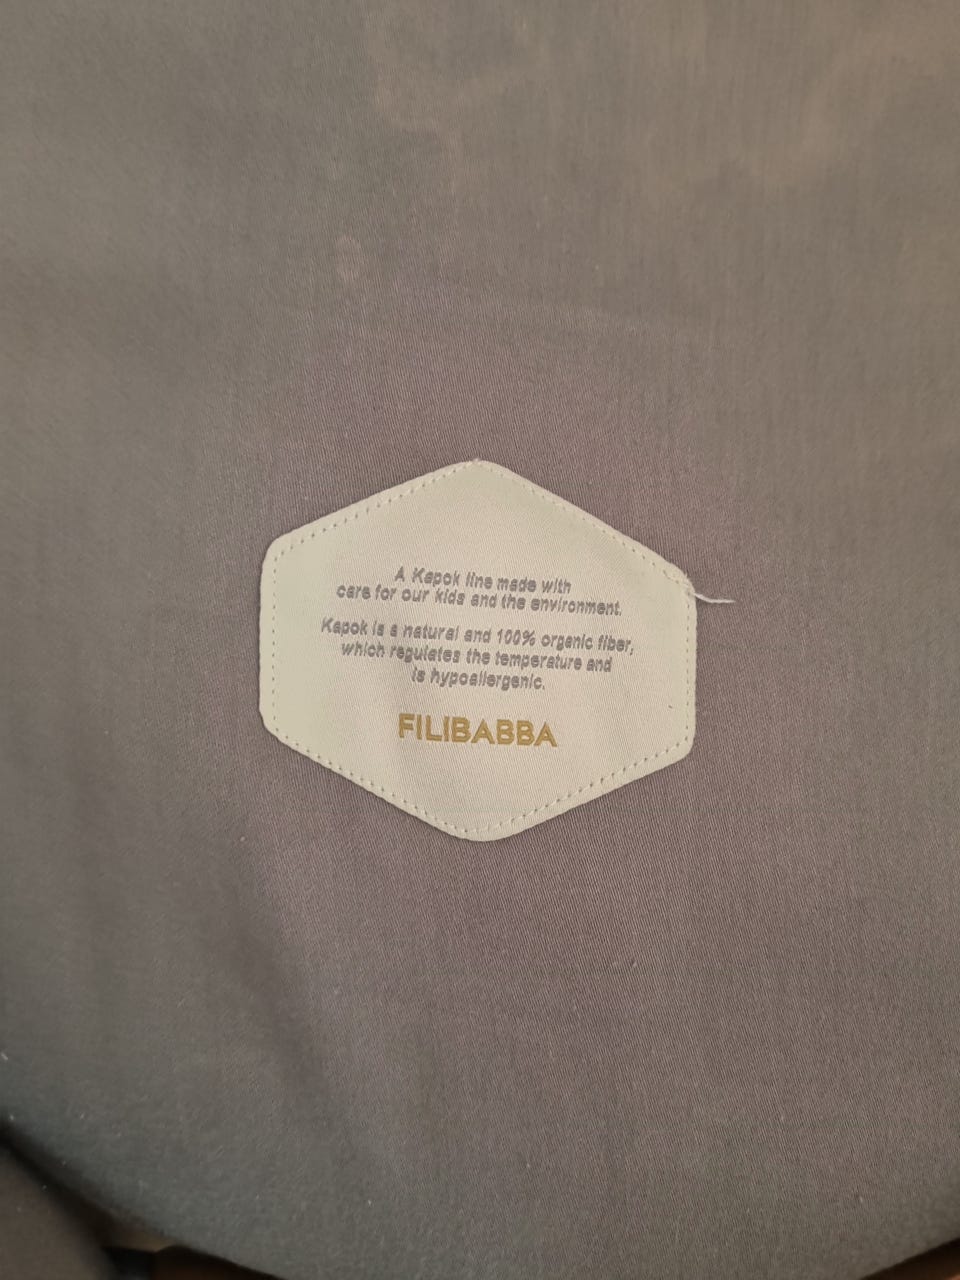 A Kapok line made with
care for our kids and the environment.
Kapok is a natural and 100% organic fiber,
which regulates the temperature and
is hypoallergenic.
FILIBABBA